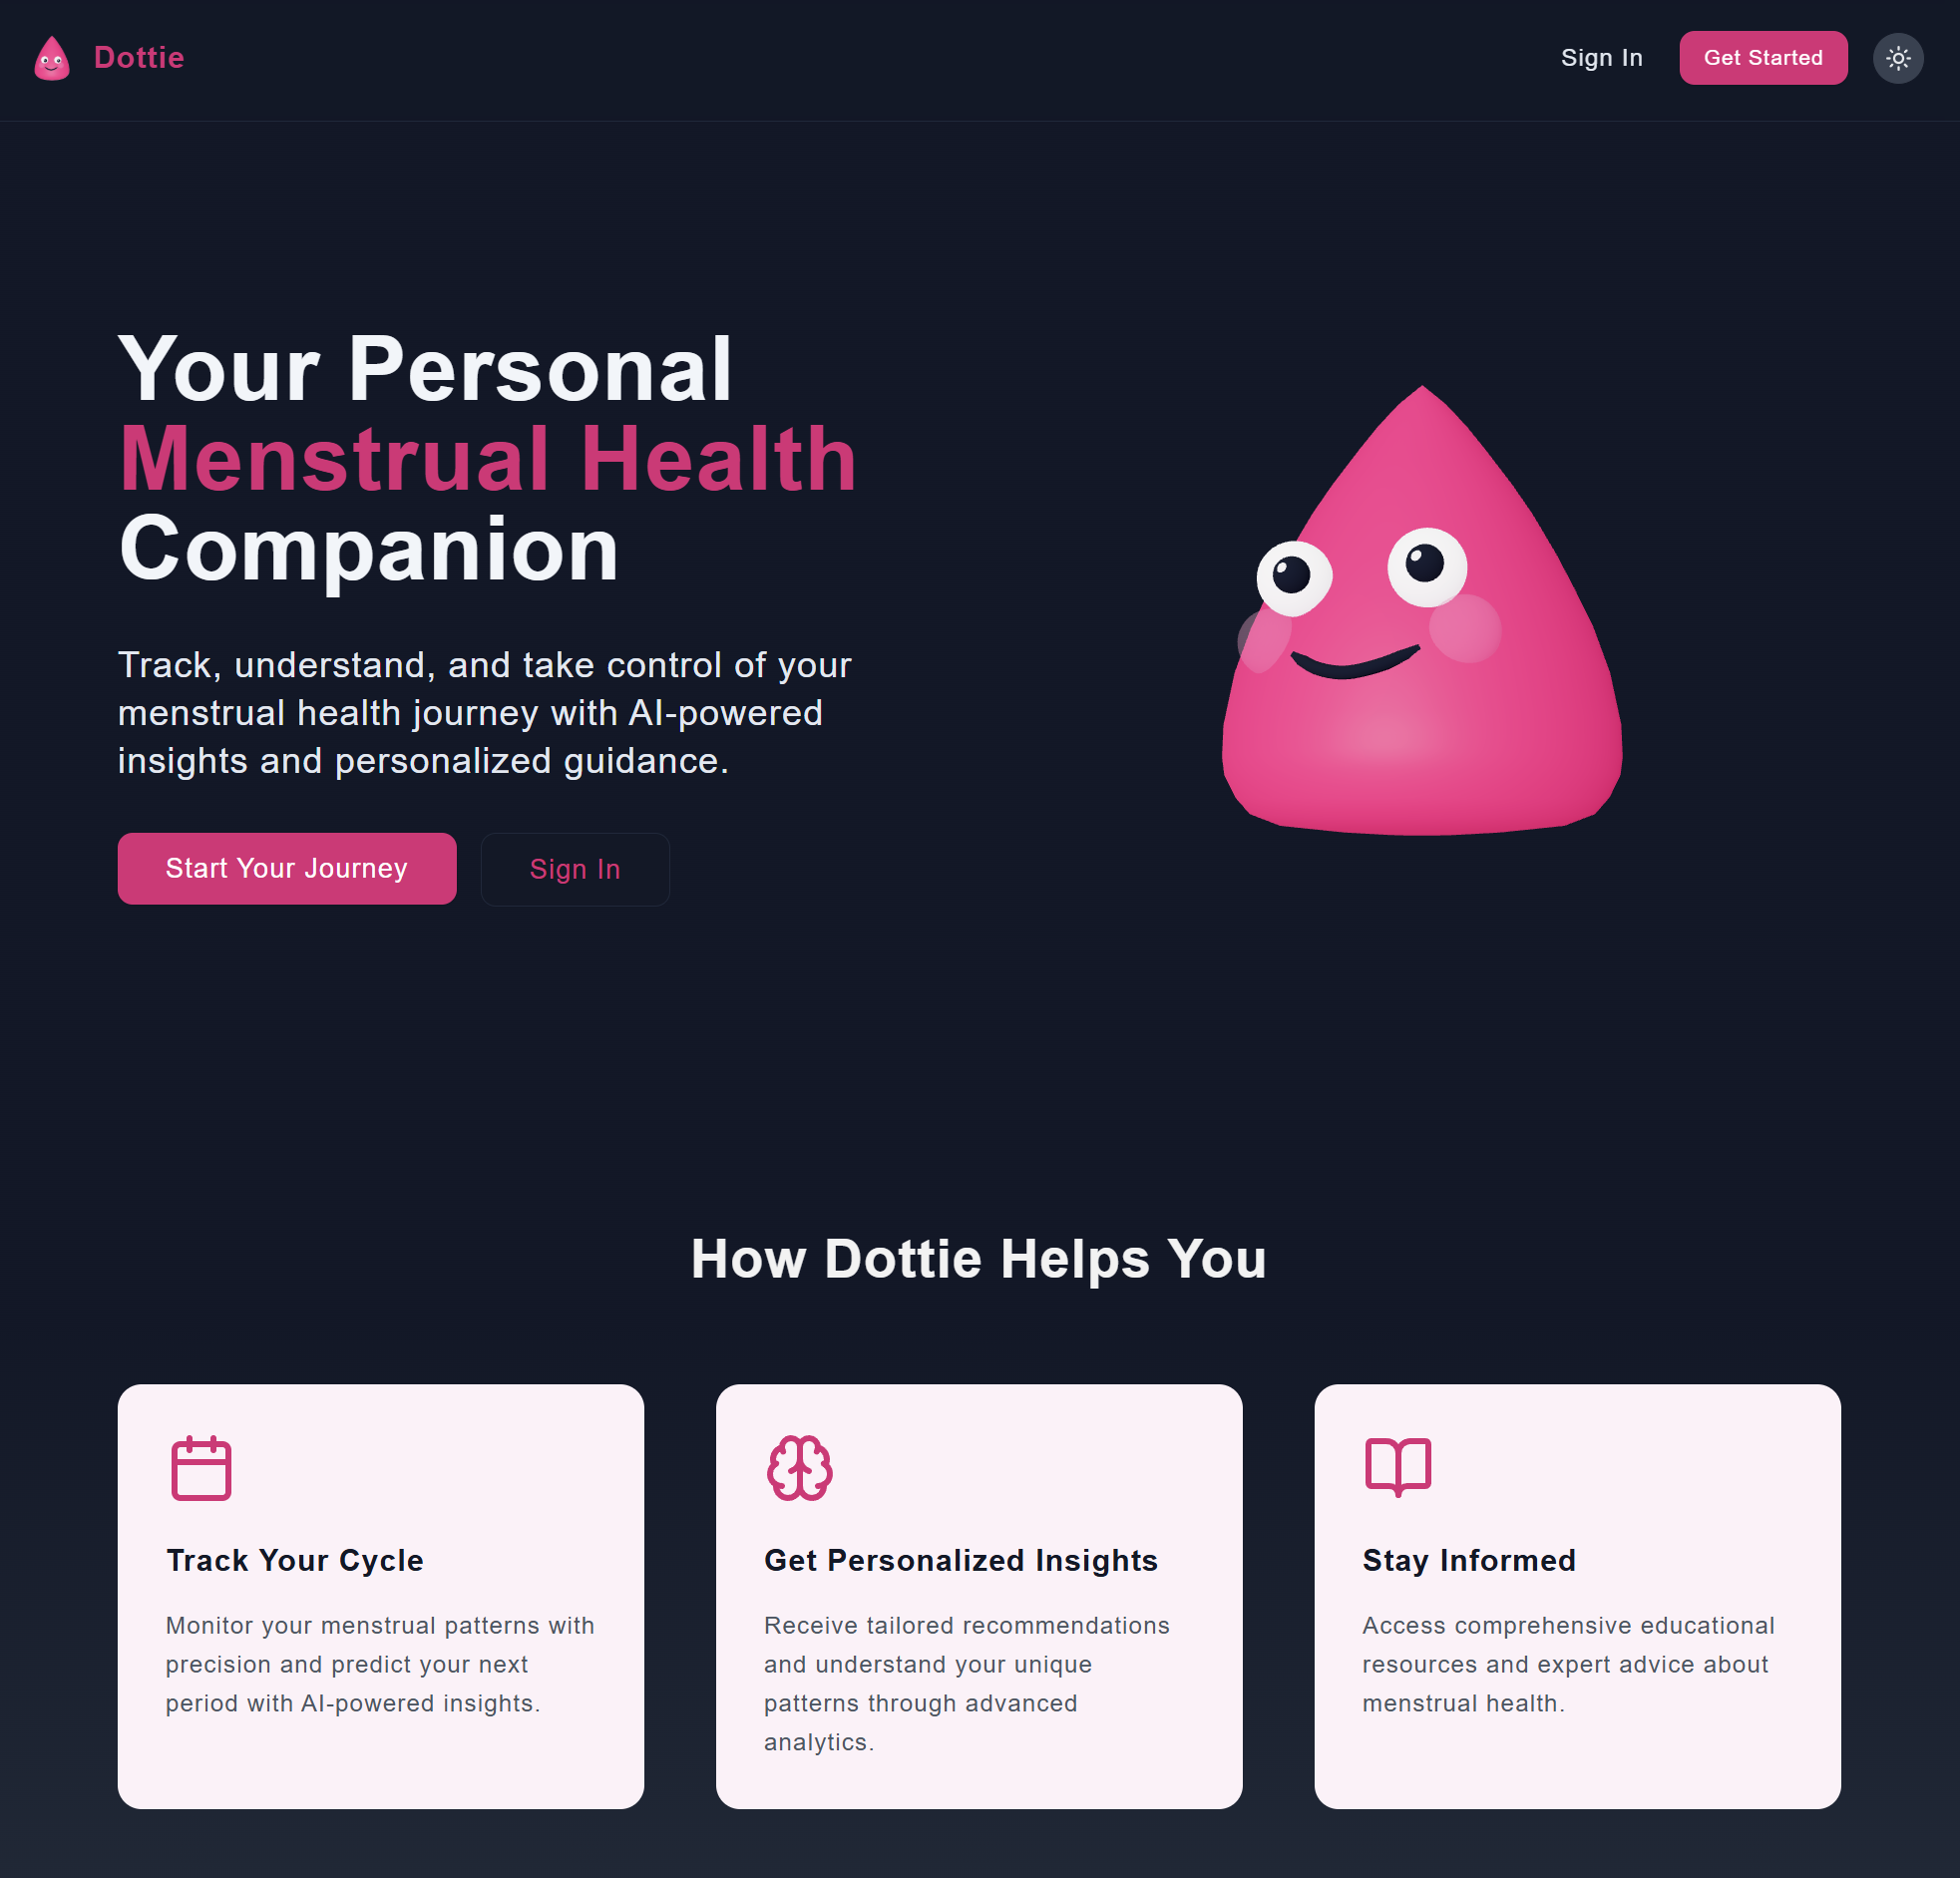 Dottie
Sign In
Get Started
Your Personal
Menstrual Health
Companion
Track, understand, and take control of your
menstrual health journey with AI-powered
insights and personalized guidance.
Start Your Journey
Sign In
How Dottie Helps You
Track Your Cycle
Monitor your menstrual patterns with
precision and predict your next
period with AI-powered insights.
Get Personalized Insights
Receive tailored recommendations
and understand your unique
patterns through advanced
analytics.
Stay Informed
Access comprehensive educational
resources and expert advice about
menstrual health.